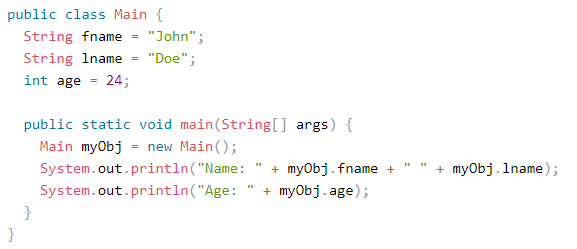 public class Main {
  String fname = "John";
  String lname = "Doe";
  int age = 24;

  public static void main(String[] args) {
    Main myObj = new Main();
    System.out.println("Name: " + myObj.fname + " " + myObj.lname);
    System.out.println("Age: " + myObj.age);
  }
}